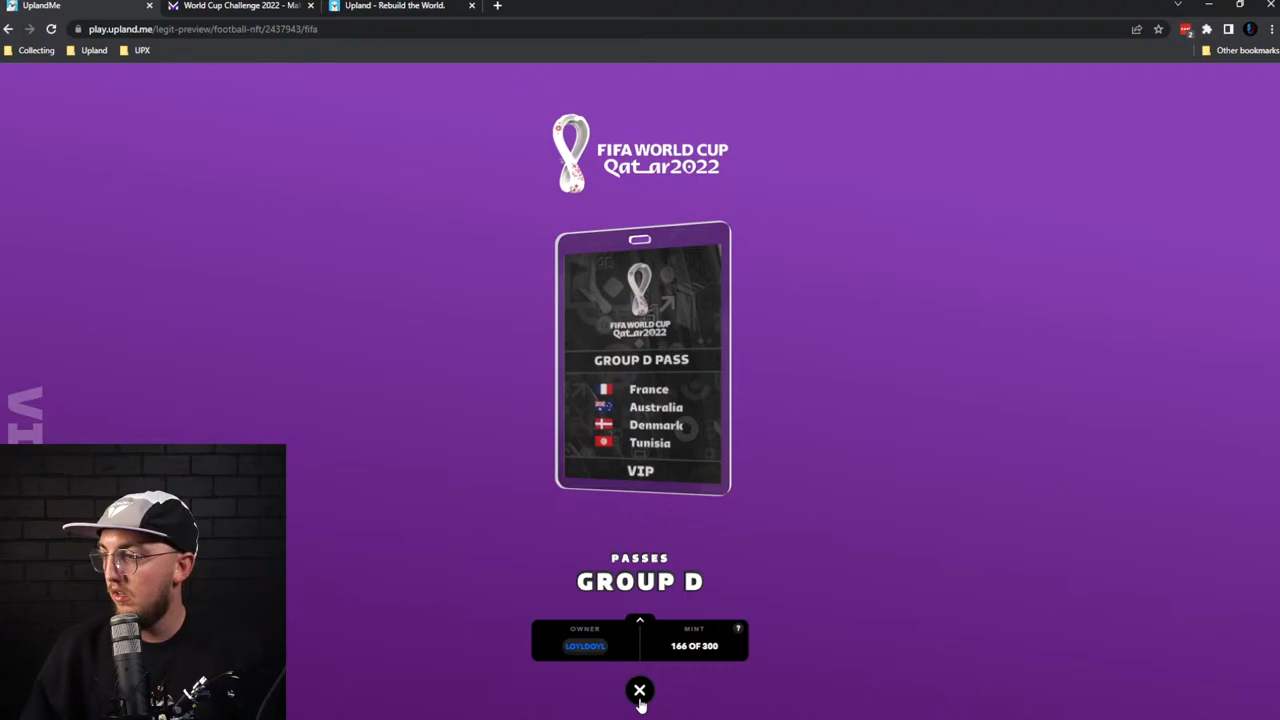 UplandMe
World Cup Challenge 2022 - Ma
Upland - Rebuild the World.
play.upland.me/legit-preview/football-nft/2437943/fifa
Collecting
Upland
UPX
Other bookmarks
FIFA WORLD CUP
Qatar2022
FIFA WORLD CUP
Qatar2022
GROUP D PASS
France
Australia
Denmark
Tunisia
VIP
PASSES
GROUP D
OWNER
MINT
?
LOYLDOYL
166 OF 300